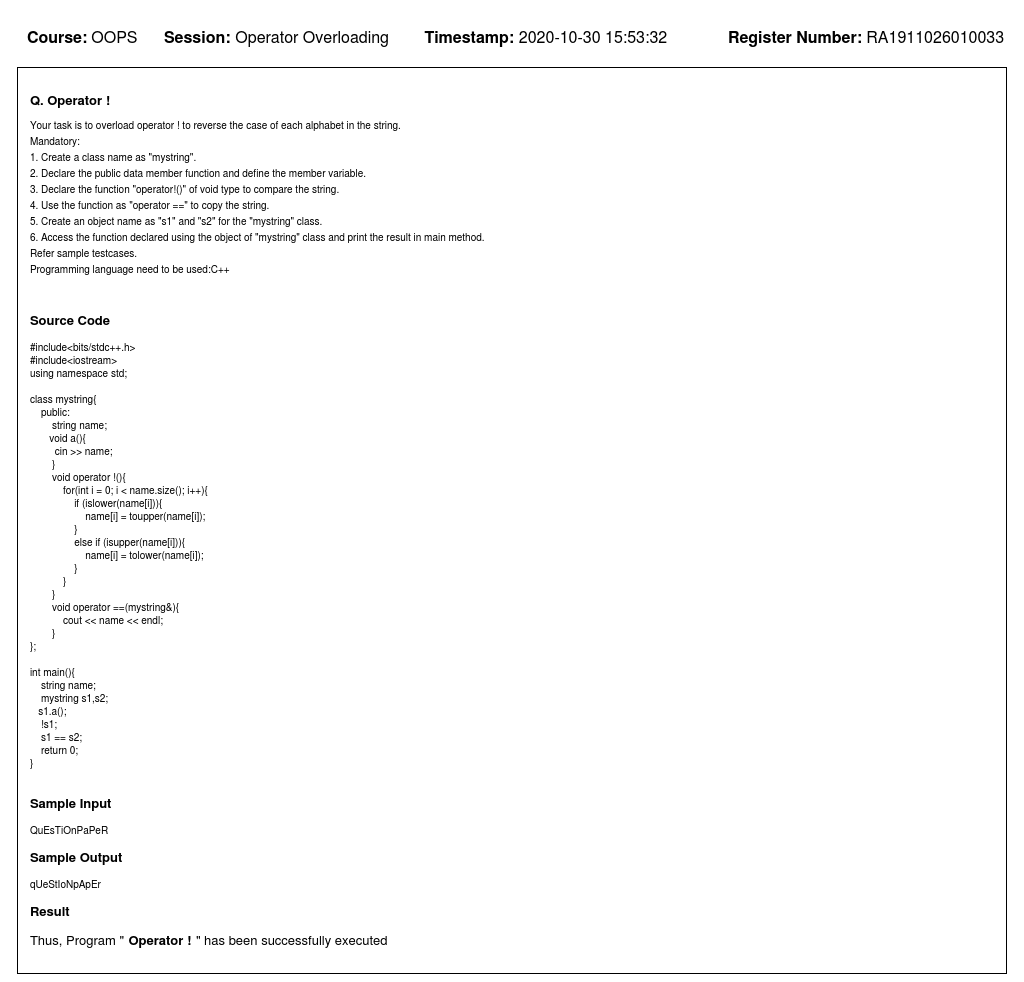 Course: OOPS Session: Operator Overloading Timestamp: 2020-10-30 15:53:32 Register Number: RA1911026010033
Q. Operator !
Your task is to overload operator ! to reverse the case of each alphabet in the string.
Mandatory:
1. Create a class name as "mystring".
2. Declare the public data member function and define the member variable.
3. Declare the function "operator!()" of void type to compare the string.
4. Use the function as "operator ==" to copy the string.
5. Create an object name as "s1" and "s2" for the "mystring" class.
6. Access the function declared using the object of "mystring" class and print the result in main method.
Refer sample testcases.
Programming language need to be used:C++
Source Code
#include<bits/stdc++.h>
#include<iostream>
using namespace std;
class mystring{
public:
string name;
void a(){
cin >> name;
}
void operator !(){
for(int i = 0; i < name.size(); i++){
if (islower(name[i])){
name[i] = toupper(name[i]);
}
else if (isupper(name[i])){
name[i] = tolower(name[i]);
}
}
}
void operator ==(mystring&){
cout << name << endl;
}
};
int main(){
string name;
mystring s1,s2;
s1.a();
!s1;
s1 == s2;
return 0;
}
Sample Input
QuEsTiOnPaPeR
Sample Output
qUeStIoNpApEr
Result
Thus, Program " Operator ! " has been successfully executed